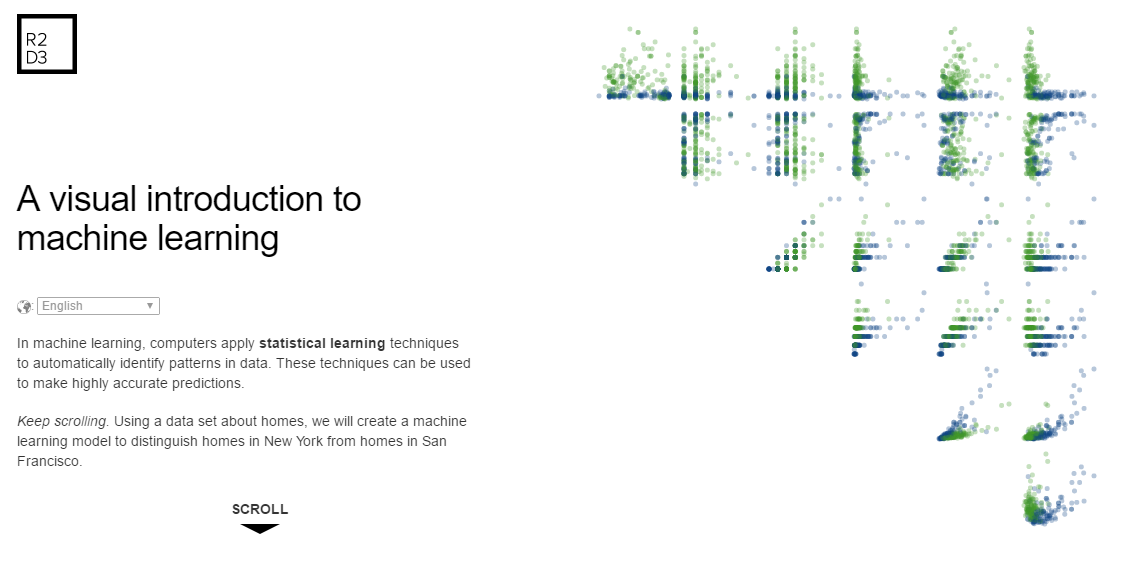 R2
D3
A visual introduction to
machine learning
English
In machine learning, computers apply statistical learning techniques
to automatically identify patterns in data. These techniques can be used
to make highly accurate predictions.
Keep scrolling. Using a data set about homes, we will create a machine
learning model to distinguish homes in New York from homes in San
Francisco.
SCROLL